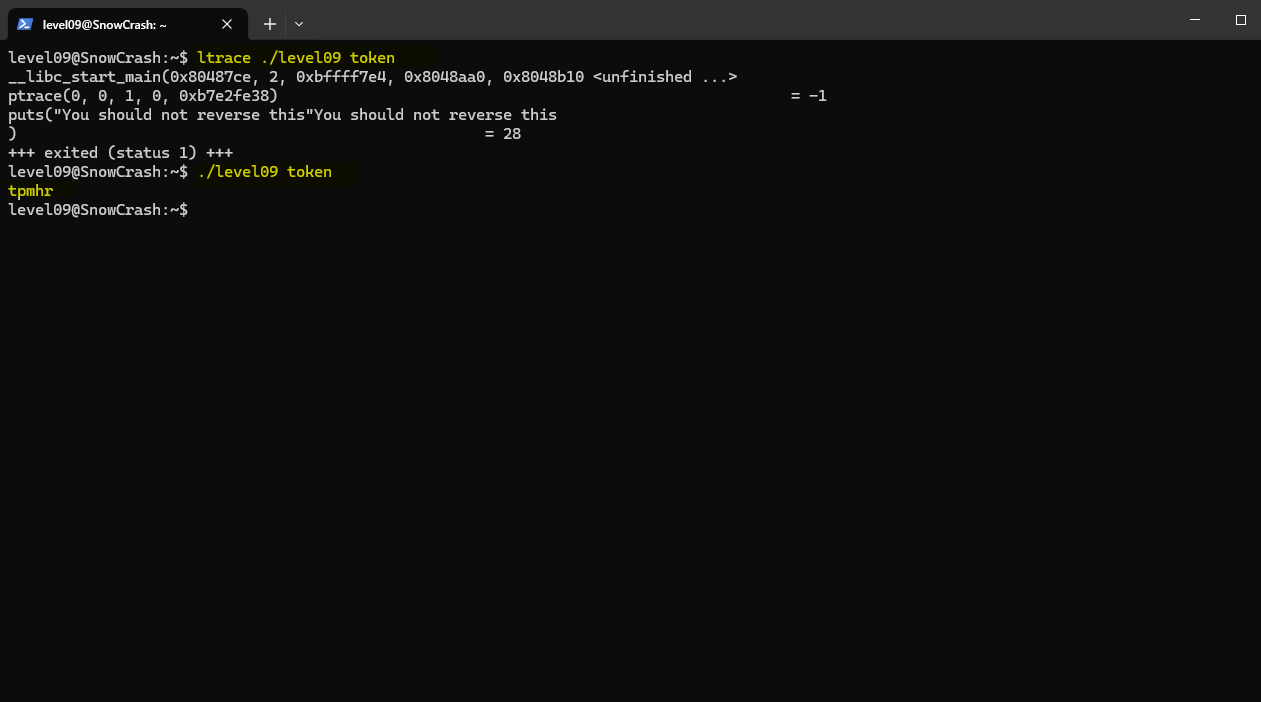 level09@SnowCrash: ~
level09@SnowCrash:~$ ltrace ./level09 token
__libc_start_main(0x80487ce, 2, 0xbffff7e4, 0x8048aa0, 0x8048b10 <unfinished ...>
ptrace(0, 0, 1, 0, 0xb7e2fe38) = -1
puts("You should not reverse this"You should not reverse this
) = 28
+++ exited (status 1) +++
level09@SnowCrash:~$ ./level09 token
tpmhr
level09@SnowCrash:~$